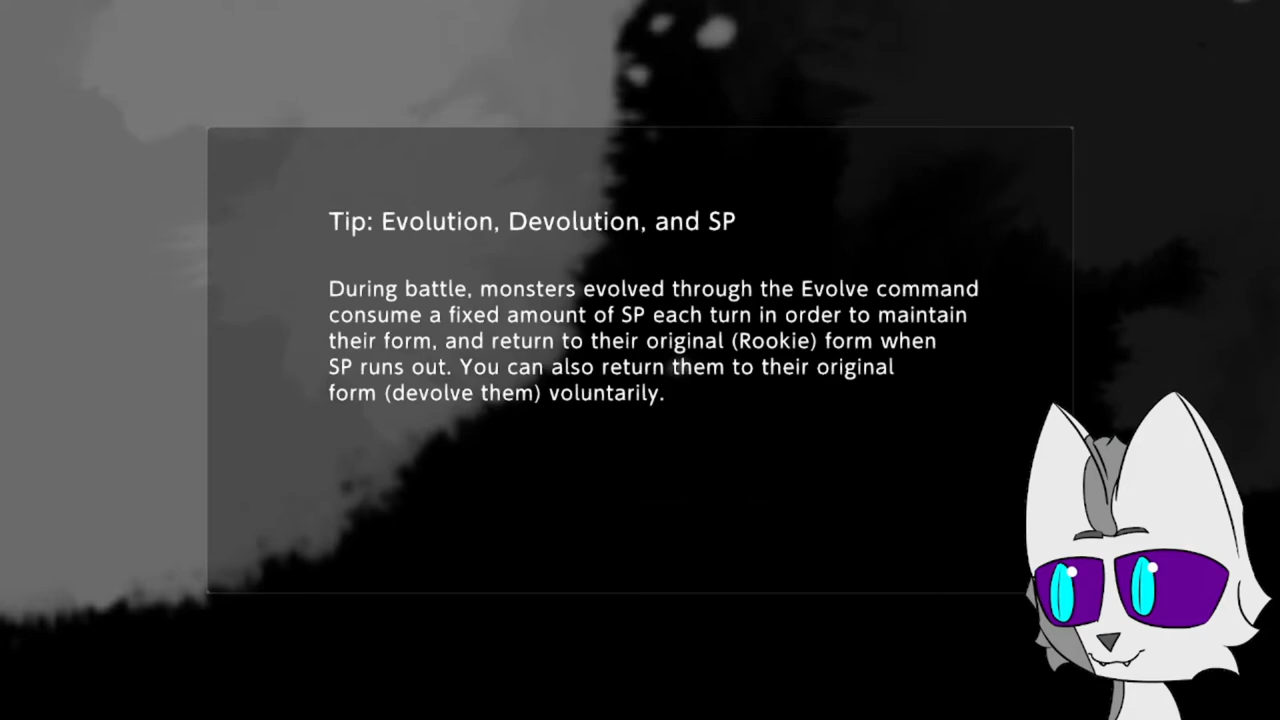 Tip: Evolution, Devolution, and SP
During battle, monsters evolved through the Evolve command
consume a fixed amount of SP each turn in order to maintain
their form, and return to their original (Rookie) form when
SP runs out. You can also return them to their original
form (devolve them) voluntarily.